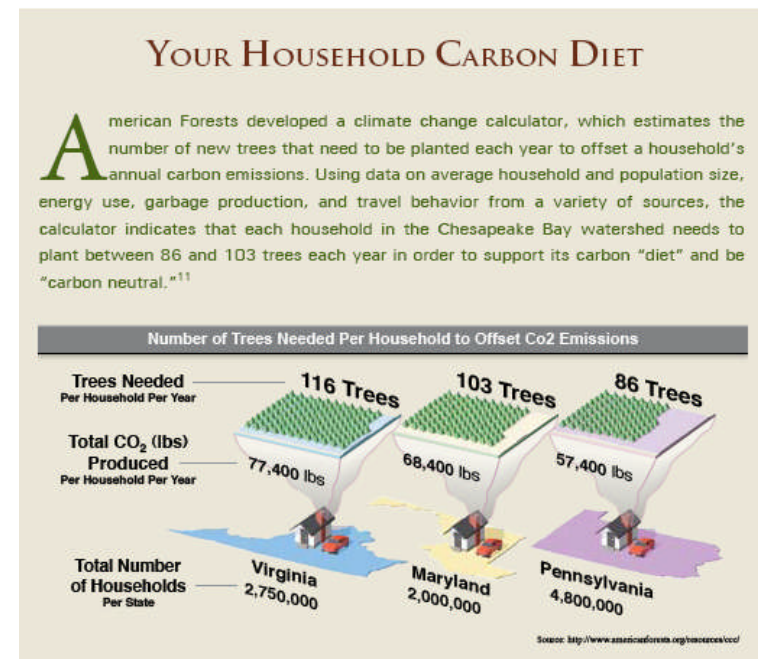 YOUR HOUSEHOLD CARBON DIET
American Forests developed a climate change calculator, which estimates the
number of new trees that need to be planted each year to offset a household's
annual carbon emissions. Using data on average household and population size,
energy use, garbage production, and travel behavior from a variety of sources, the
calculator indicates that each household in the Chesapeake Bay watershed needs to
plant between 86 and 103 trees each year in order to support its carbon "diet" and be
"carbon neutral."11
Number of Trees Needed Per Household to Offset Co2 Emissions
Trees Needed
Per Household Per Year
116 Trees
103 Trees
86 Trees
Total CO2 (lbs)
Produced
Per Household Per Year
77,400 lbs
68,400 lbs
57,400 lbs
Total Number
of Households
Per State
Virginia
2,750,000
Maryland
2,000,000
Pennsylvania
4,800,000
Source: http://www.americanforests.org/resources/ccc/